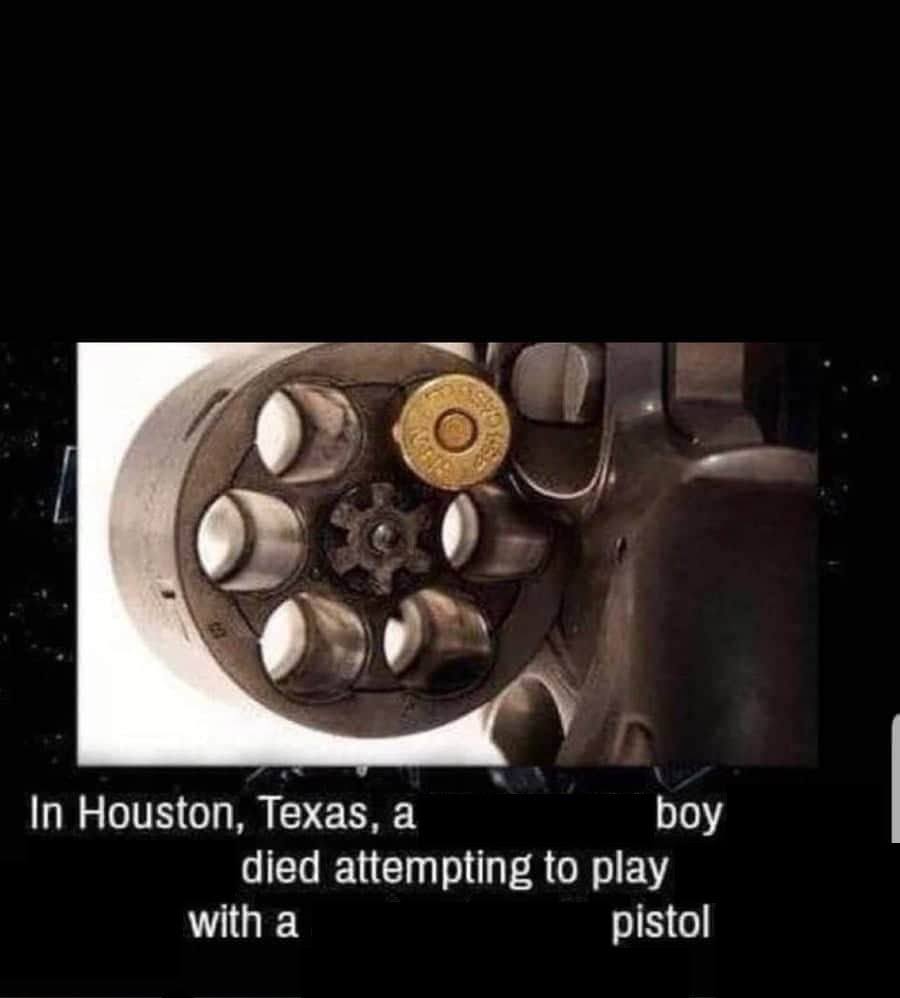 In Houston, Texas, a boy
died attempting to play
with a pistol